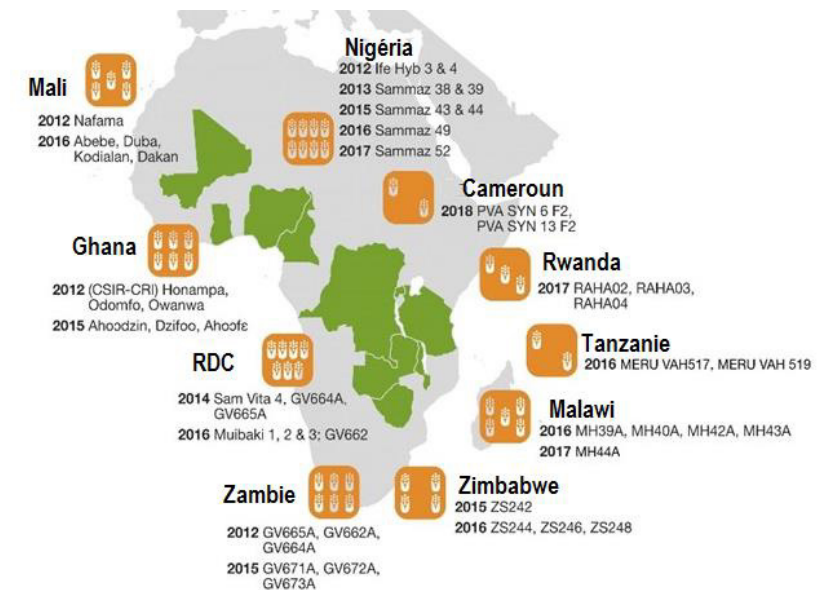 Nigéria
2012 Ife Hyb 3 & 4
2013 Sammaz 38 & 39
2015 Sammaz 43 & 44
2016 Sammaz 49
2017 Sammaz 52
Mali
2012 Nafama
2016 Abebe, Duba,
Kodialan, Dakan
Cameroun
2018 PVA SYN 6 F2,
PVA SYN 13 F2
Ghana
2012 (CSIR-CRI) Honampa,
Odomfo, Owanwa
2015 Ahoɔdzin, Dzifoo, Ahoɔfɛ
Rwanda
2017 RAHA02, RAHA03,
RAHA04
RDC
2014 Sam Vita 4, GV664A,
GV665A
2016 Muibaki 1, 2 & 3; GV662
Tanzanie
2016 MERU VAH517, MERU VAH 519
Malawi
2016 MH39A, MH40A, MH42A, MH43A
2017 MH44A
Zambie
2012 GV665A, GV662A,
GV664A
2015 GV671A, GV672A,
GV673A
Zimbabwe
2015 ZS242
2016 ZS244, ZS246, ZS248